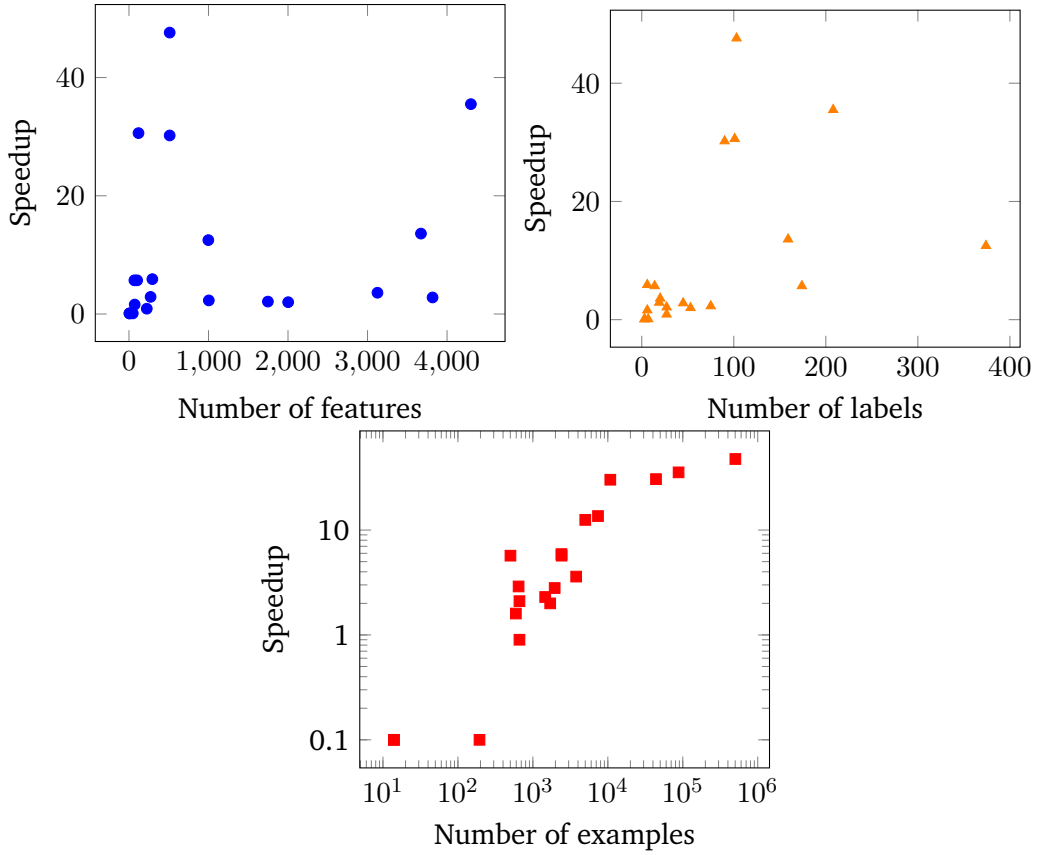 40
20
0
Speedup
0 1,000 2,000 3,000 4,000
Number of features
40
20
0
Speedup
0 100 200 300 400
Number of labels
10
1
0.1
Speedup
10^1 10^2 10^3 10^4 10^5 10^6
Number of examples